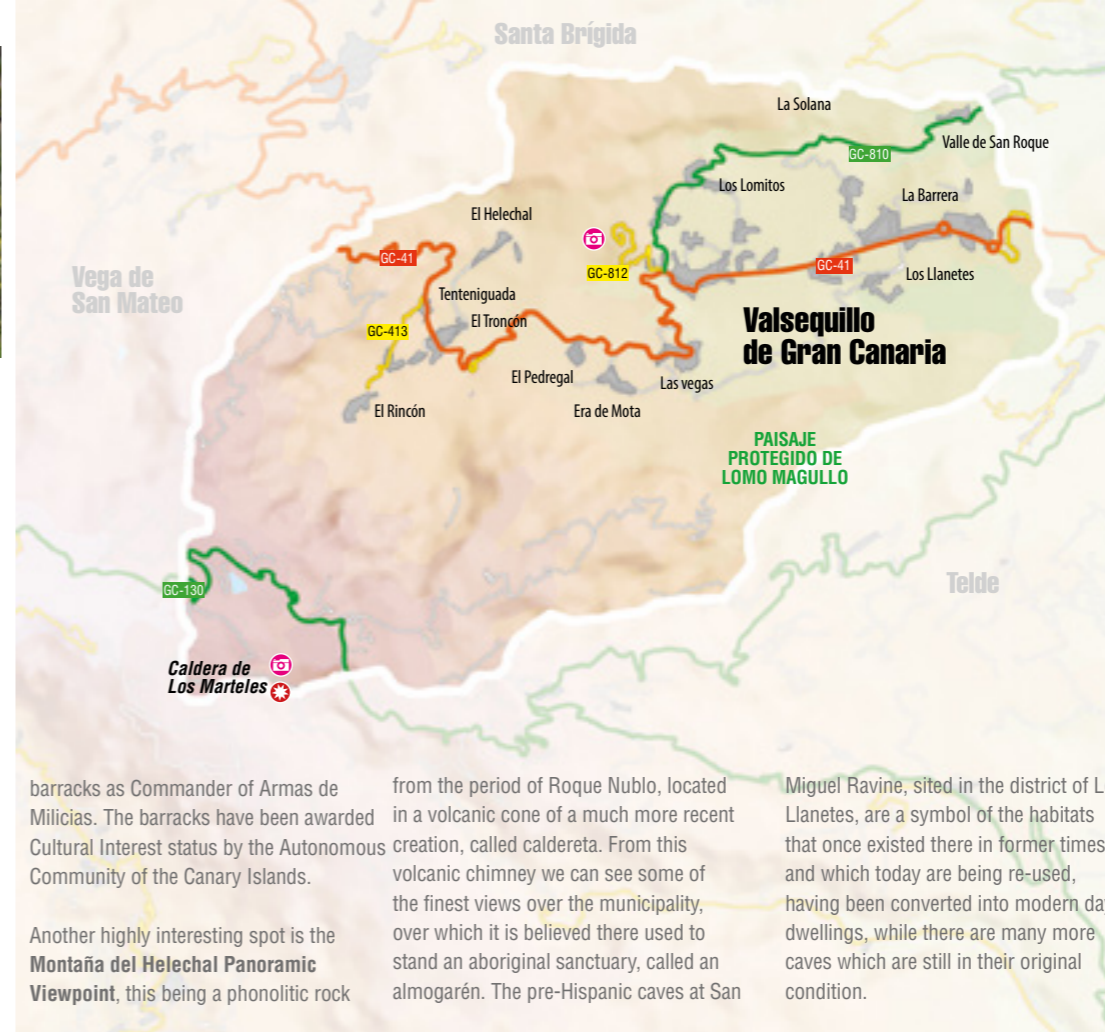 Santa Brígida
La Solana
Valle de San Roque
GC-810
Los Lomitos
La Barrera
El Helechal
GC-41
GC-812
GC-41
Los Llanetes
Vega de
San Mateo
Tenteniguada
El Troncón
GC-413
Valsequillo
de Gran Canaria
El Pedregal
Las vegas
El Rincón
Era de Mota
PAISAJE
PROTEGIDO DE
LOMO MAGULLO
Telde
GC-130
Caldera de
Los Marteles
barracks as Commander of Armas de
Milicias. The barracks have been awarded
Cultural Interest status by the Autonomous
Community of the Canary Islands.
Another highly interesting spot is the
Montaña del Helechal Panoramic
Viewpoint, this being a phonolitic rock
from the period of Roque Nublo, located
in a volcanic cone of a much more recent
creation, called caldereta. From this
volcanic chimney we can see some of
the finest views over the municipality,
over which it is believed there used to
stand an aboriginal sanctuary, called an
almogarén. The pre-Hispanic caves at San
Miguel Ravine, sited in the district of
Llanetes, are a symbol of the habitats
that once existed there in former times
and which today are being re-used,
having been converted into modern day
dwellings, while there are many more
caves which are still in their original
condition.